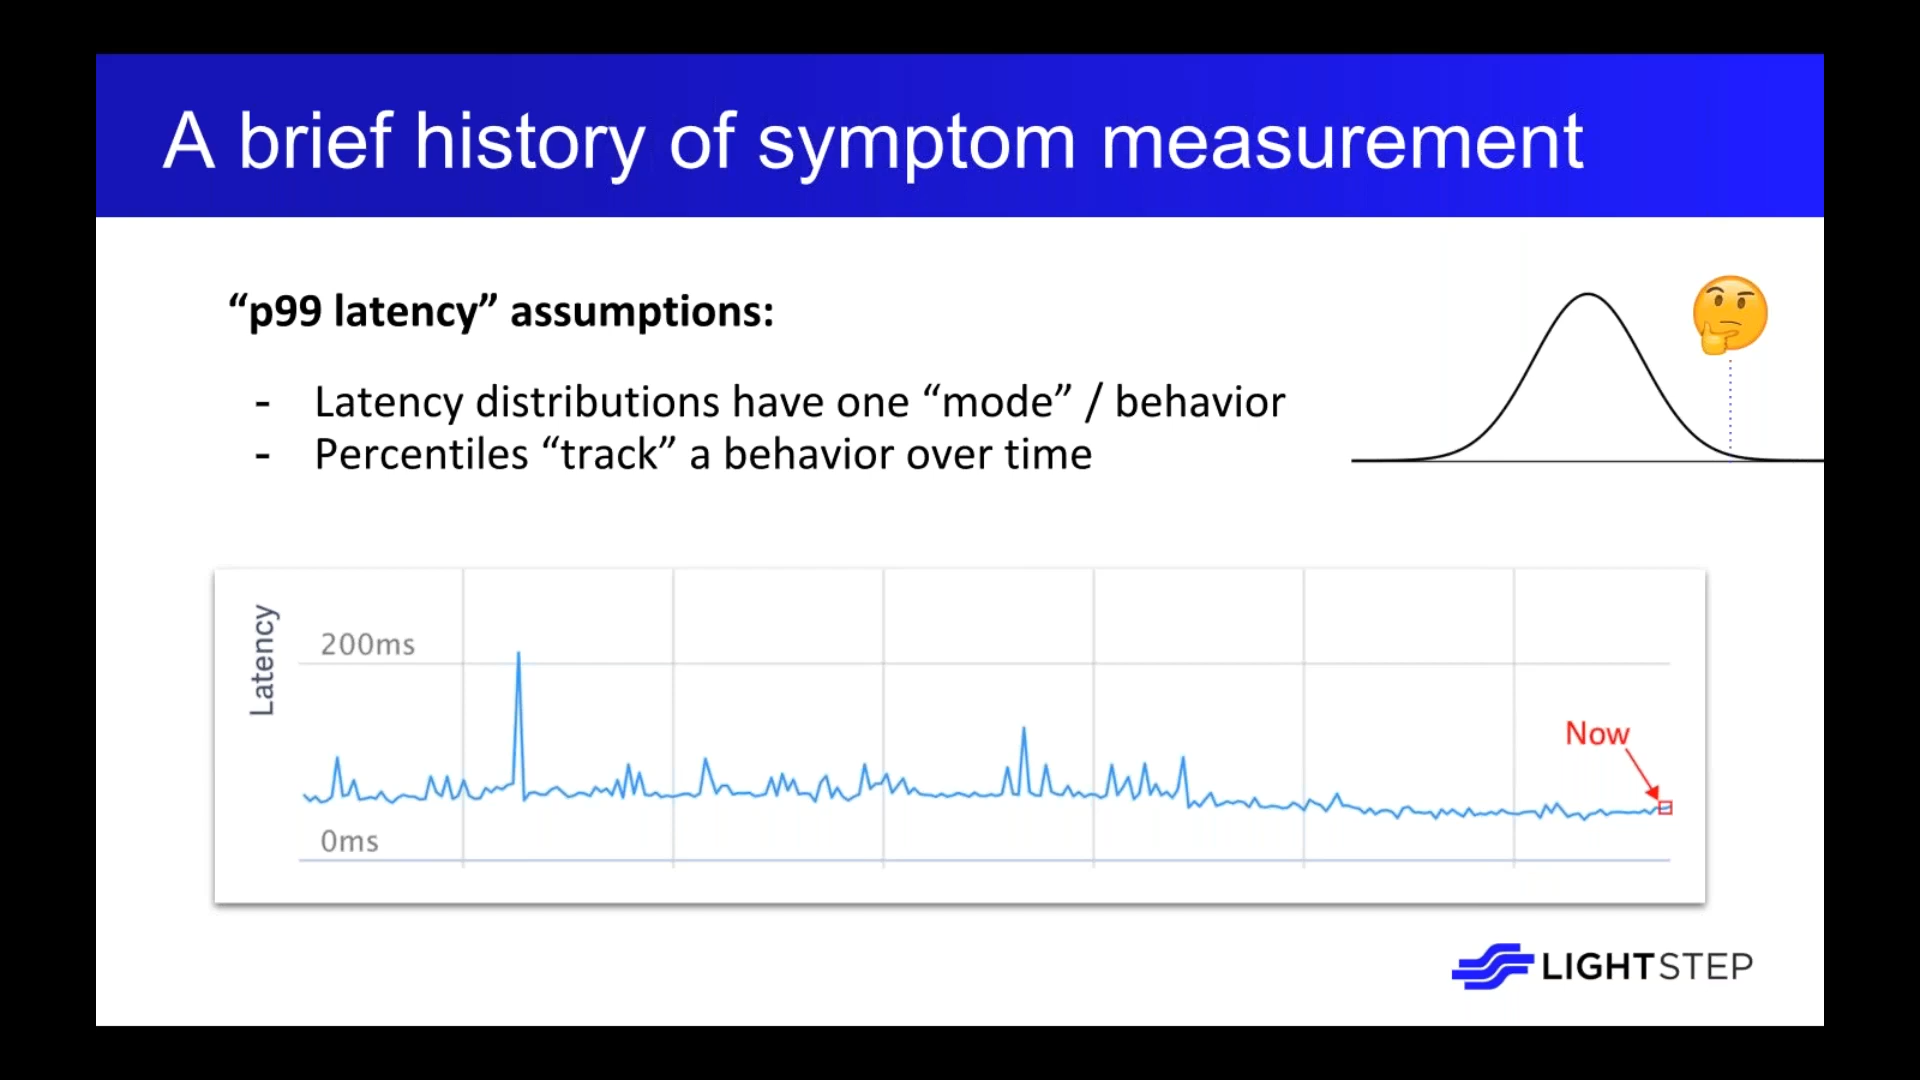 A brief history of symptom measurement
“p99 latency” assumptions:
- Latency distributions have one “mode” / behavior
- Percentiles “track” a behavior over time
Latency
200ms
Now
0ms
LIGHTSTEP